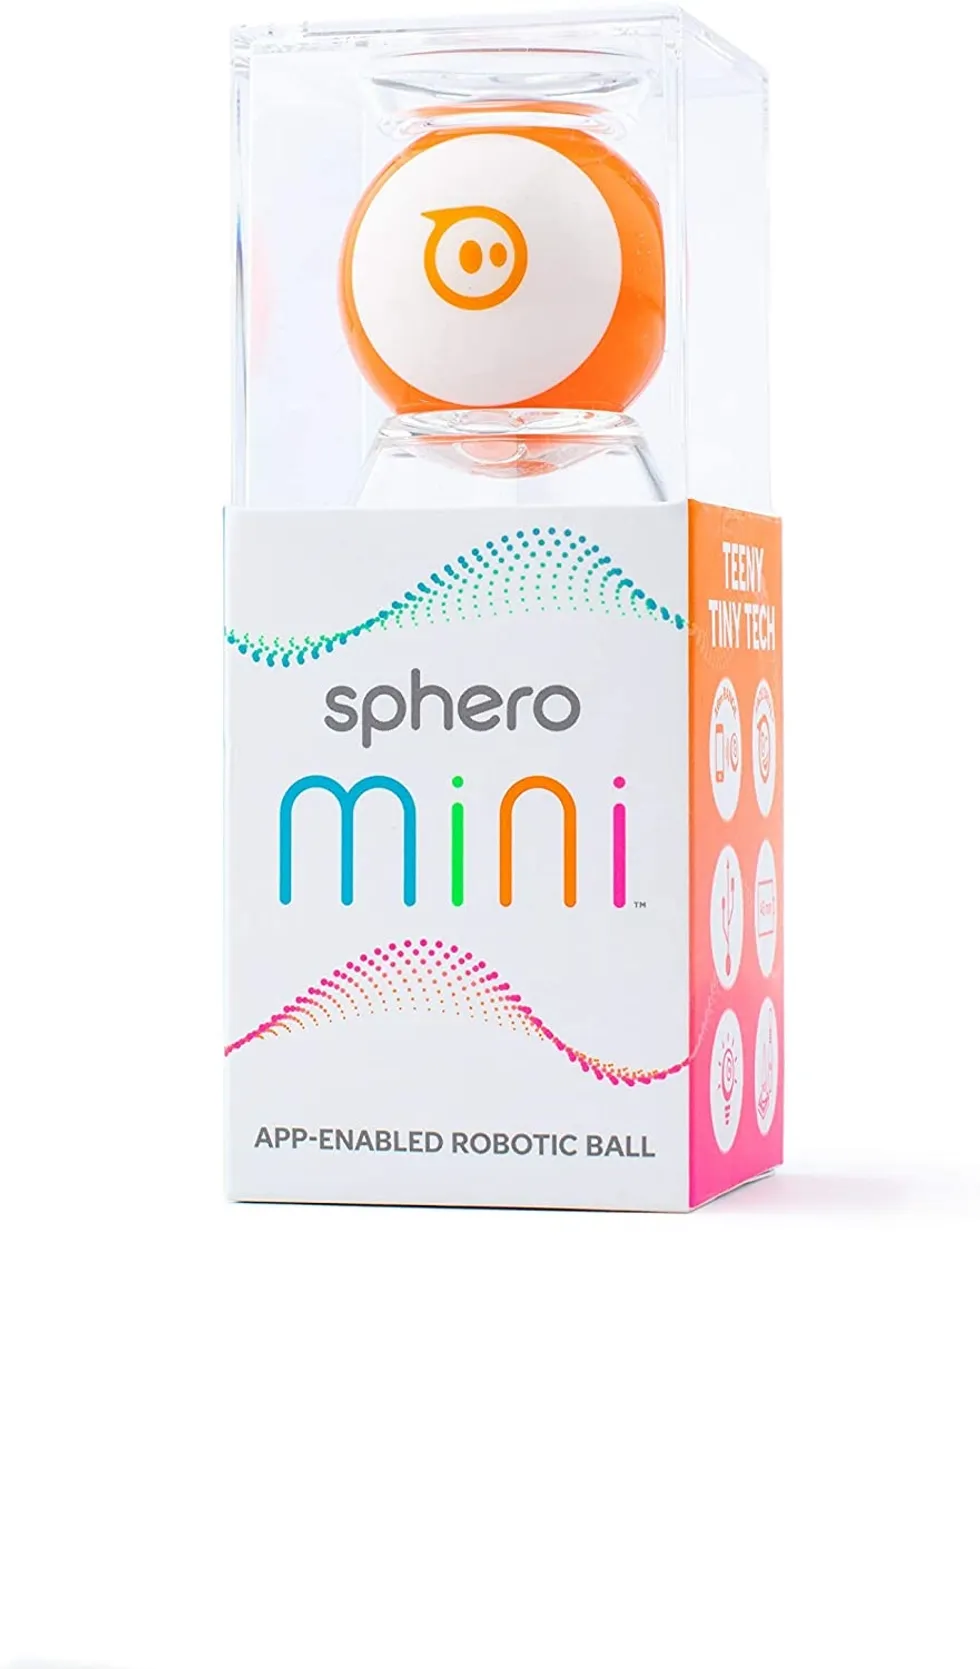 sphero
mini
™
APP-ENABLED ROBOTIC BALL
TEENY
TINY TECH